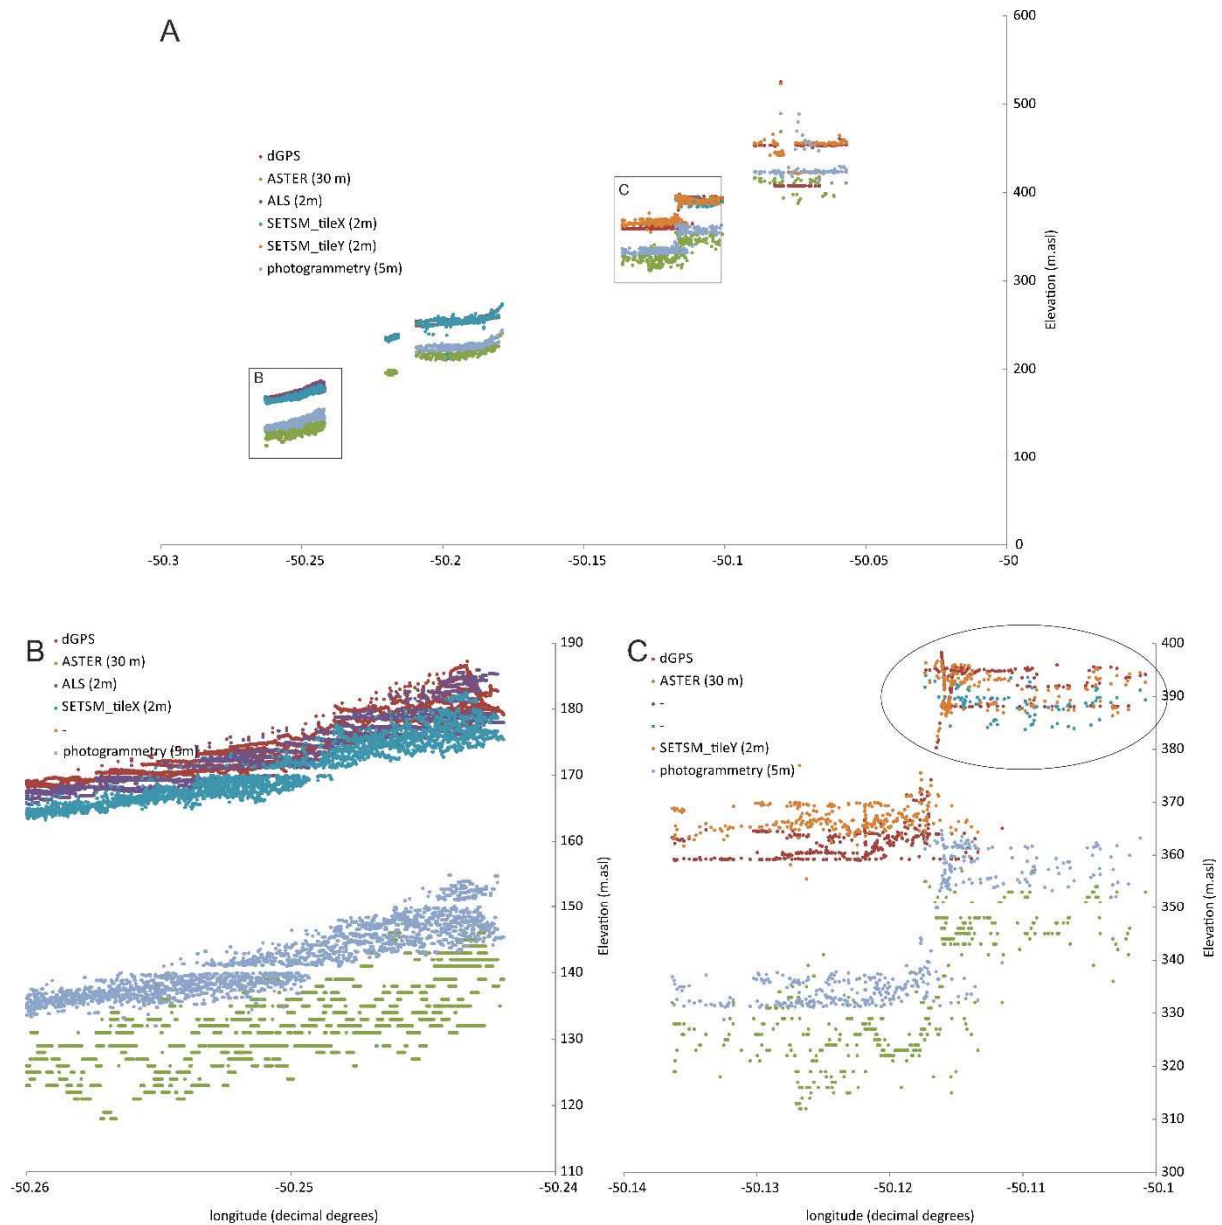 A
600
500
dGPS
ASTER (30 m)
ALS (2m)
SETSM_tileX (2m)
SETSM_tileY (2m)
photogrammetry (5m)
C
400
300
Elevation (m.asl)
B
200
100
0
-50.3
-50.25
-50.2
-50.15
-50.1
-50.05
-50
B
dGPS
ASTER (30 m)
ALS (2m)
SETSM_tileX (2m)
-
photogrammetry (5m)
190
180
170
160
150
140
130
120
110
Elevation (m.asl)
-50.26
-50.25
-50.24
longitude (decimal degrees)
C
dGPS
ASTER (30 m)
-
-
SETSM_tileY (2m)
photogrammetry (5m)
400
390
380
370
360
350
340
330
320
310
300
Elevation (m.asl)
-50.14
-50.13
-50.12
-50.11
-50.1
longitude (decimal degrees)